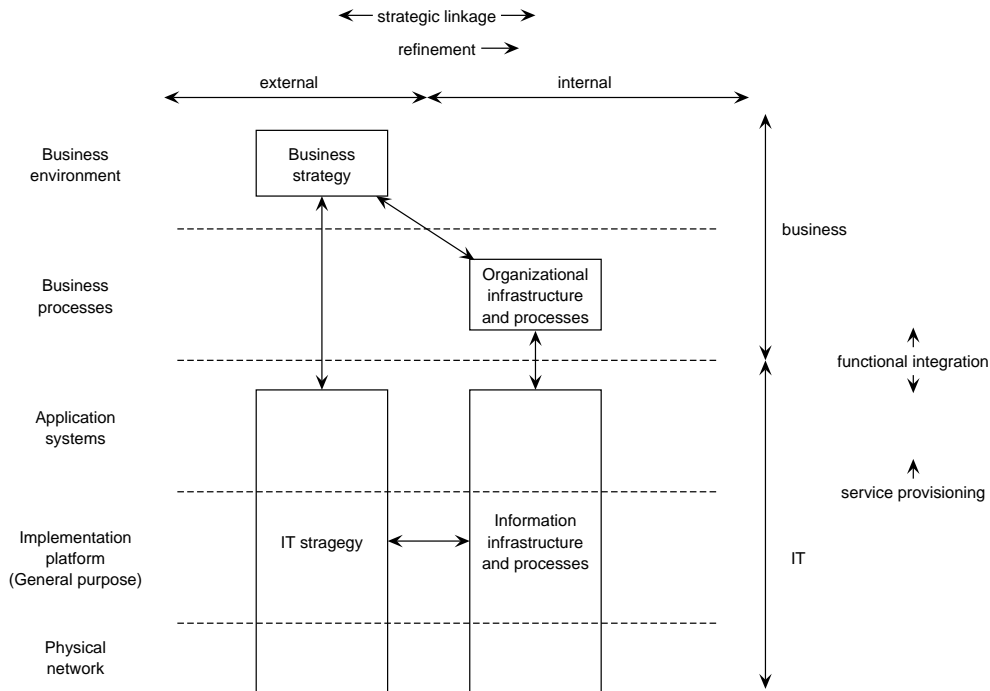 strategic linkage
refinement
external
internal
Business
environment
Business
strategy
business
Business
processes
Organizational
infrastructure
and processes
functional integration
Application
systems
service provisioning
Implementation
platform
(General purpose)
IT stragegy
Information
infrastructure
and processes
IT
Physical
network